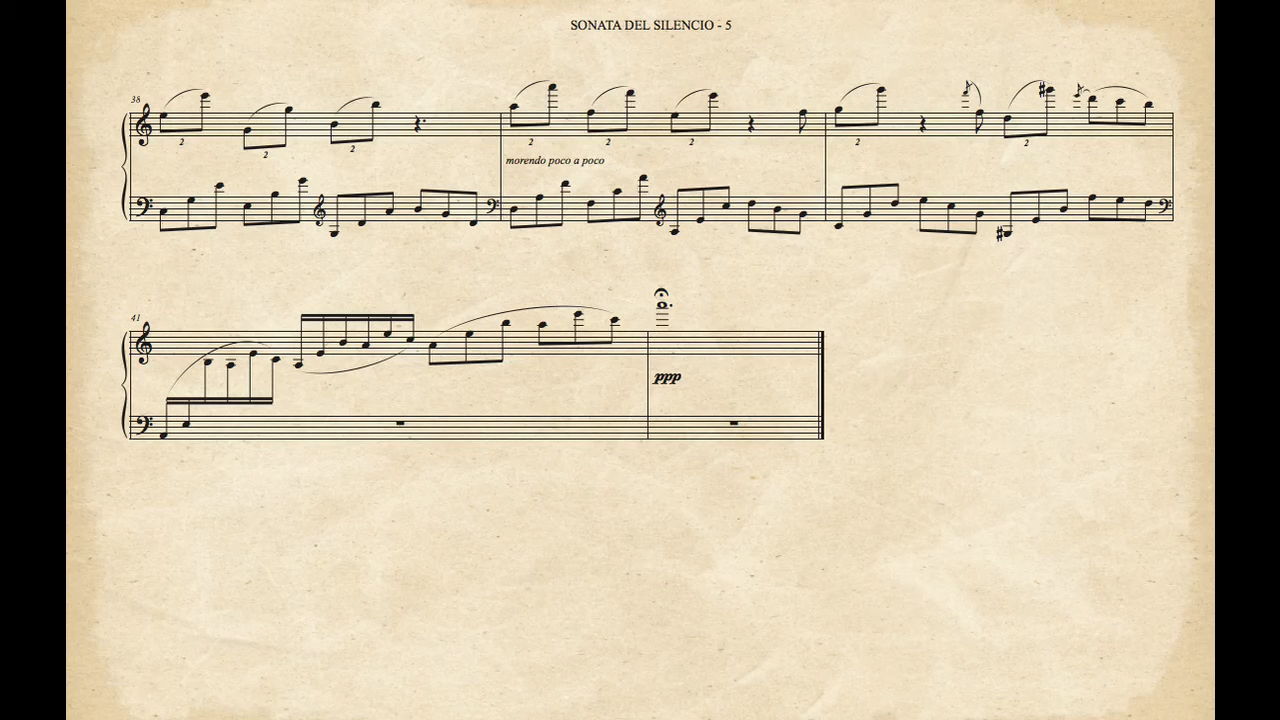 SONATA DEL SILENCIO - 5
38
2 2 2 2 2 2 2 2
morendo poco a poco
41
ppp